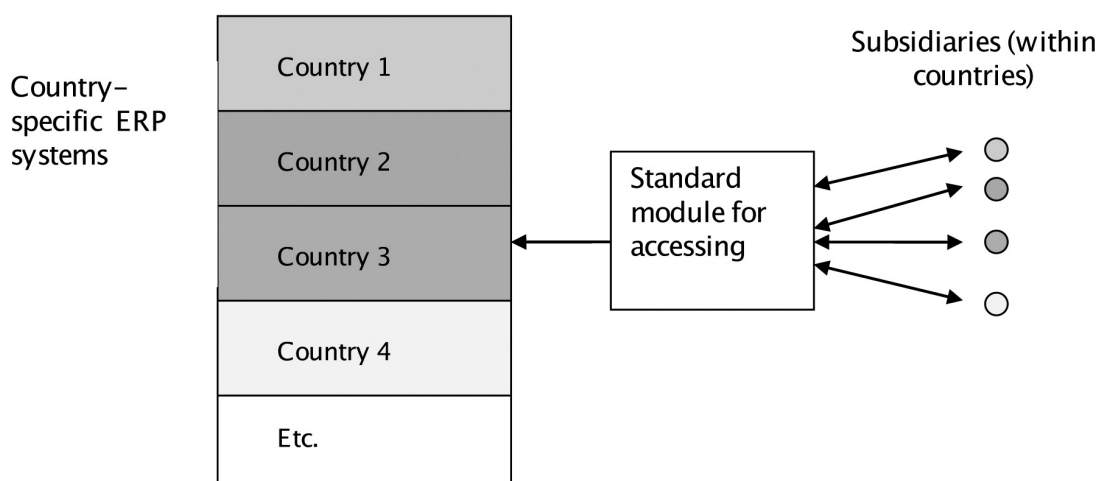 Country–
specific ERP
systems
Country 1
Country 2
Country 3
Country 4
Etc.
Standard
module for
accessing
Subsidiaries (within
countries)